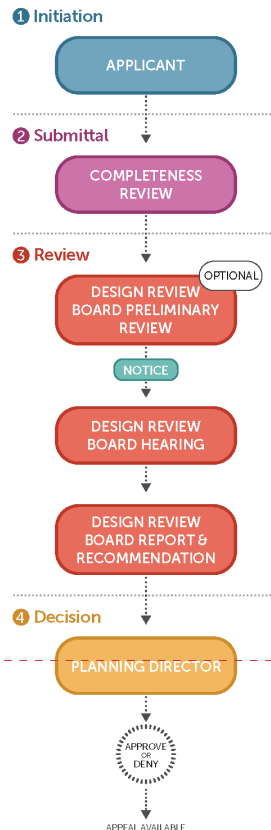 1 Initiation
APPLICANT
2 Submittal
COMPLETENESS
REVIEW
3 Review
OPTIONAL
DESIGN REVIEW
BOARD PRELIMINARY
REVIEW
NOTICE
DESIGN REVIEW
BOARD HEARING
DESIGN REVIEW
BOARD REPORT &
RECOMMENDATION
4 Decision
PLANNING DIRECTOR
APPROVE
OR
DENY
APPEAL AVAILABLE